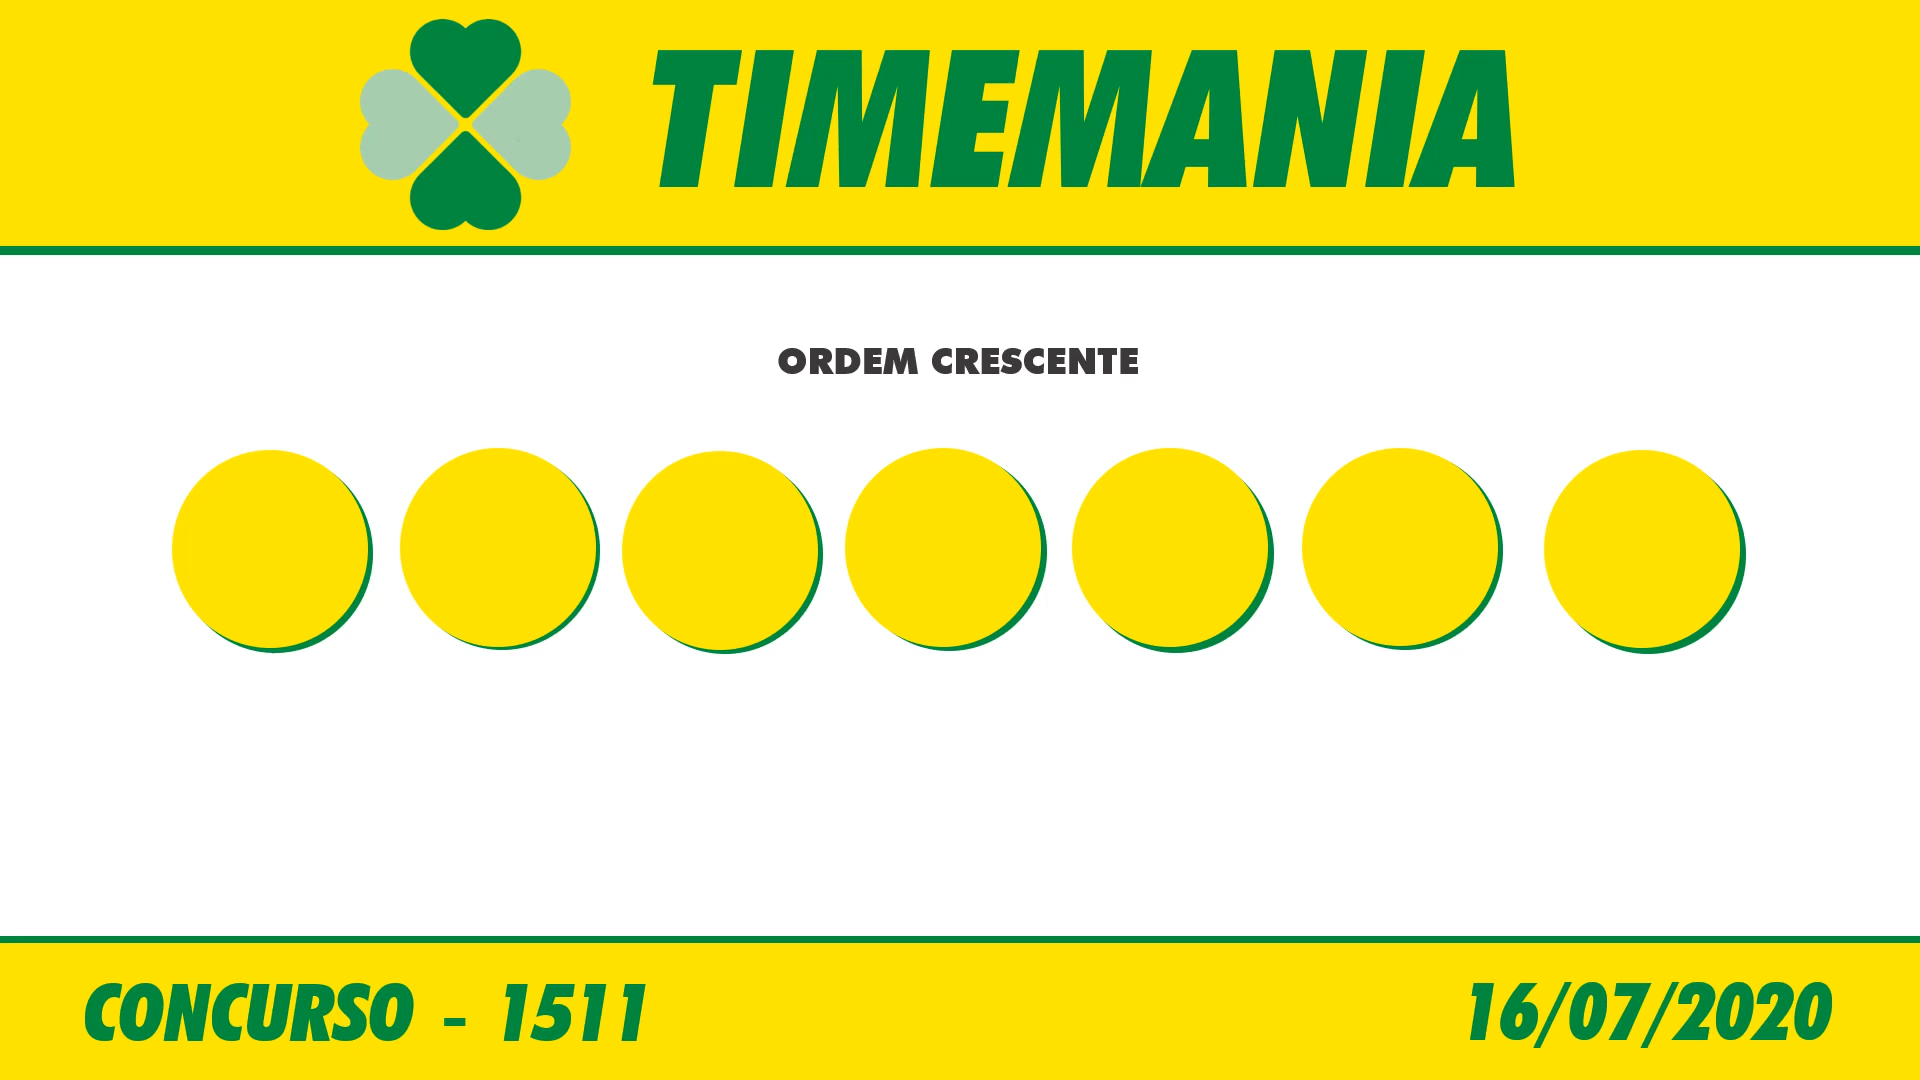 TIMEMANIA
ORDEM CRESCENTE
CONCURSO - 1511
16/07/2020